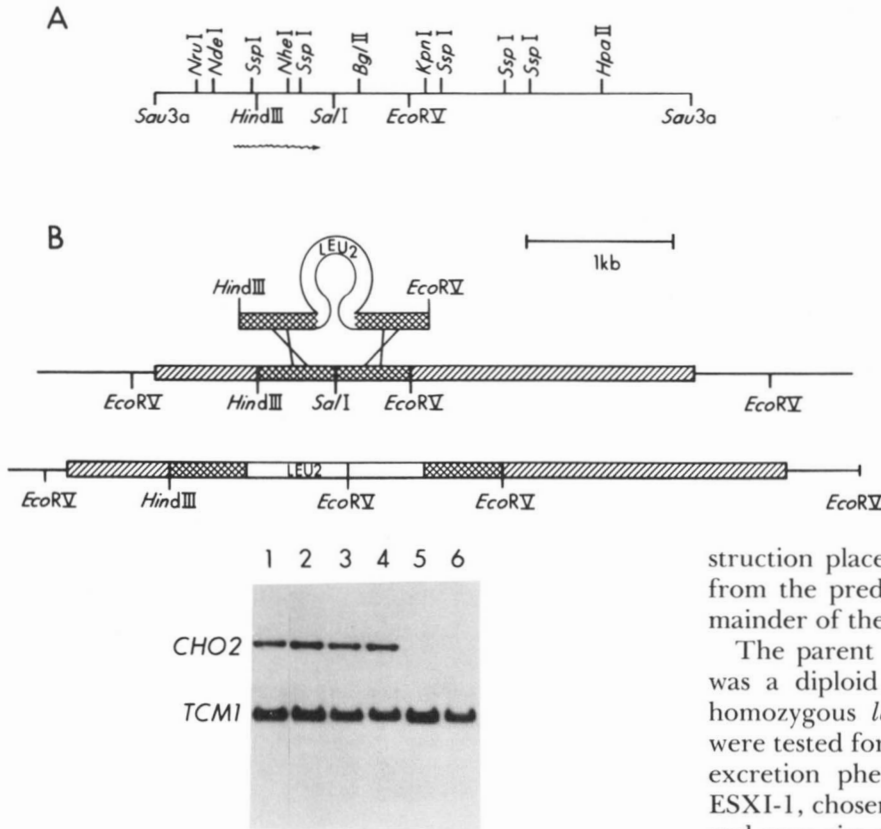 A
NruI NdeI SspI NheI SspI BglII KpnI SspI SspI SspI HpaII
Sau3a HindIII SalI EcoRV Sau3a
B
LEU2
1kb
HindIII EcoRV
EcoRV HindIII SalI EcoRV EcoRV
LEU2
EcoRV HindIII EcoRV EcoRV EcoRV
1 2 3 4 5 6
CHO2
TCM1
struction place
from the pred
mainder of the
The parent
was a diploid
homozygous
were tested for
excretion phe
ESXI-1, chosen